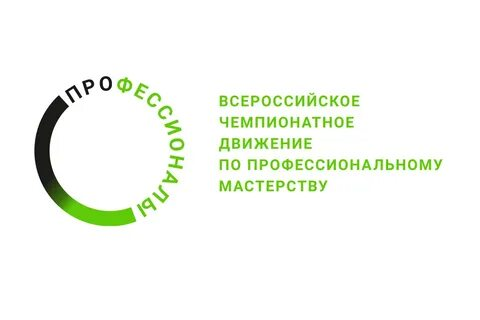 ПРОФЕССИОНАЛЫ
ВСЕРОССИЙСКОЕ
ЧЕМПИОНАТНОЕ
ДВИЖЕНИЕ
ПО ПРОФЕССИОНАЛЬНОМУ
МАСТЕРСТВУ